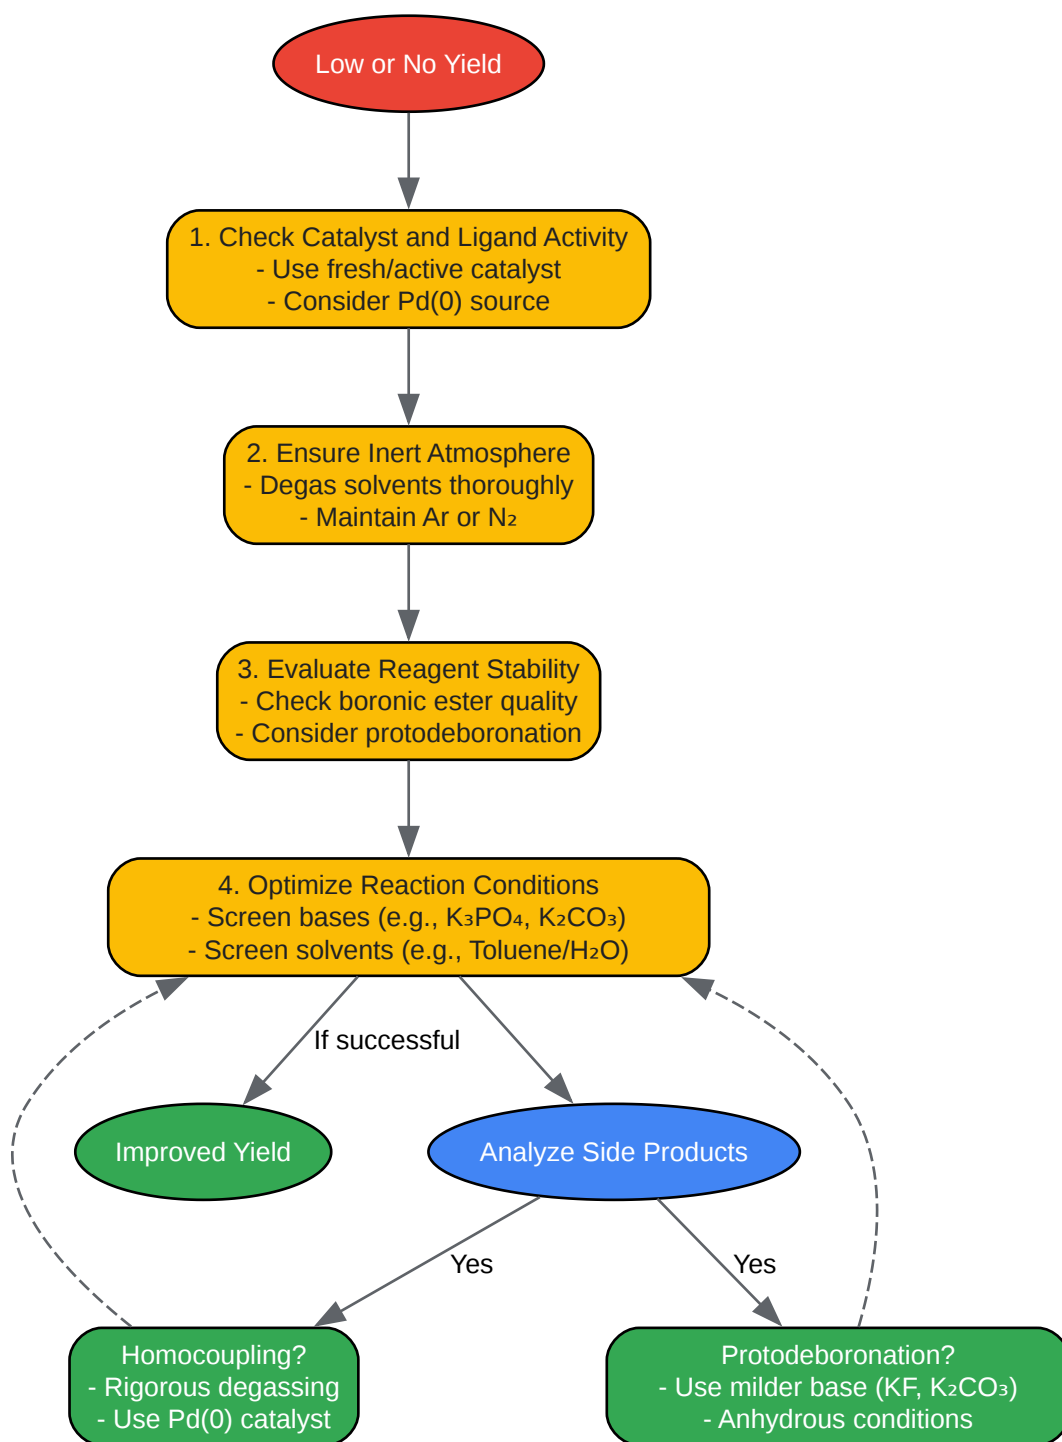 Low or No Yield
1. Check Catalyst and Ligand Activity
- Use fresh/active catalyst
- Consider Pd(0) source
2. Ensure Inert Atmosphere
- Degas solvents thoroughly
- Maintain Ar or N₂
3. Evaluate Reagent Stability
- Check boronic ester quality
- Consider protodeboronation
4. Optimize Reaction Conditions
- Screen bases (e.g., K₃PO₄, K₂CO₃)
- Screen solvents (e.g., Toluene/H₂O)
If successful
Improved Yield
Analyze Side Products
Yes
Yes
Homocoupling?
- Rigorous degassing
- Use Pd(0) catalyst
Protodeboronation?
- Use milder base (KF, K₂CO₃)
- Anhydrous conditions